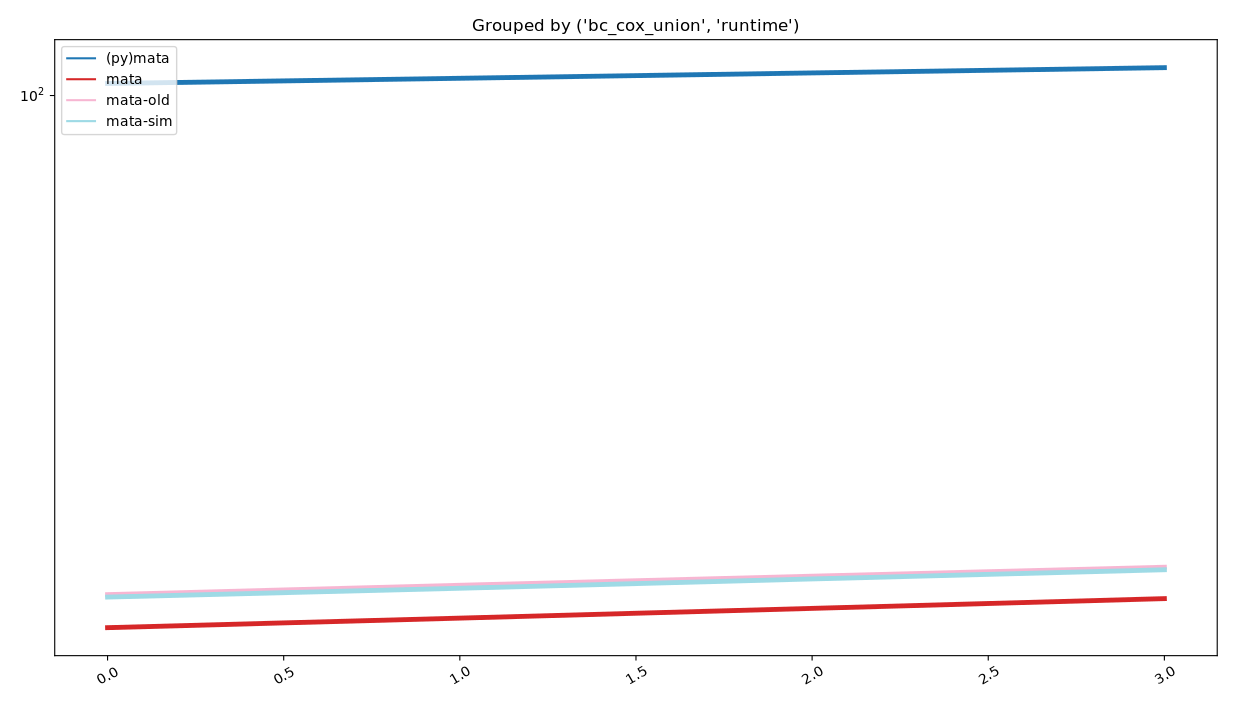 Grouped by ('bc_cox_union', 'runtime')
(py)mata
mata
mata-old
mata-sim
10²
0.0
0.5
1.0
1.5
2.0
2.5
3.0